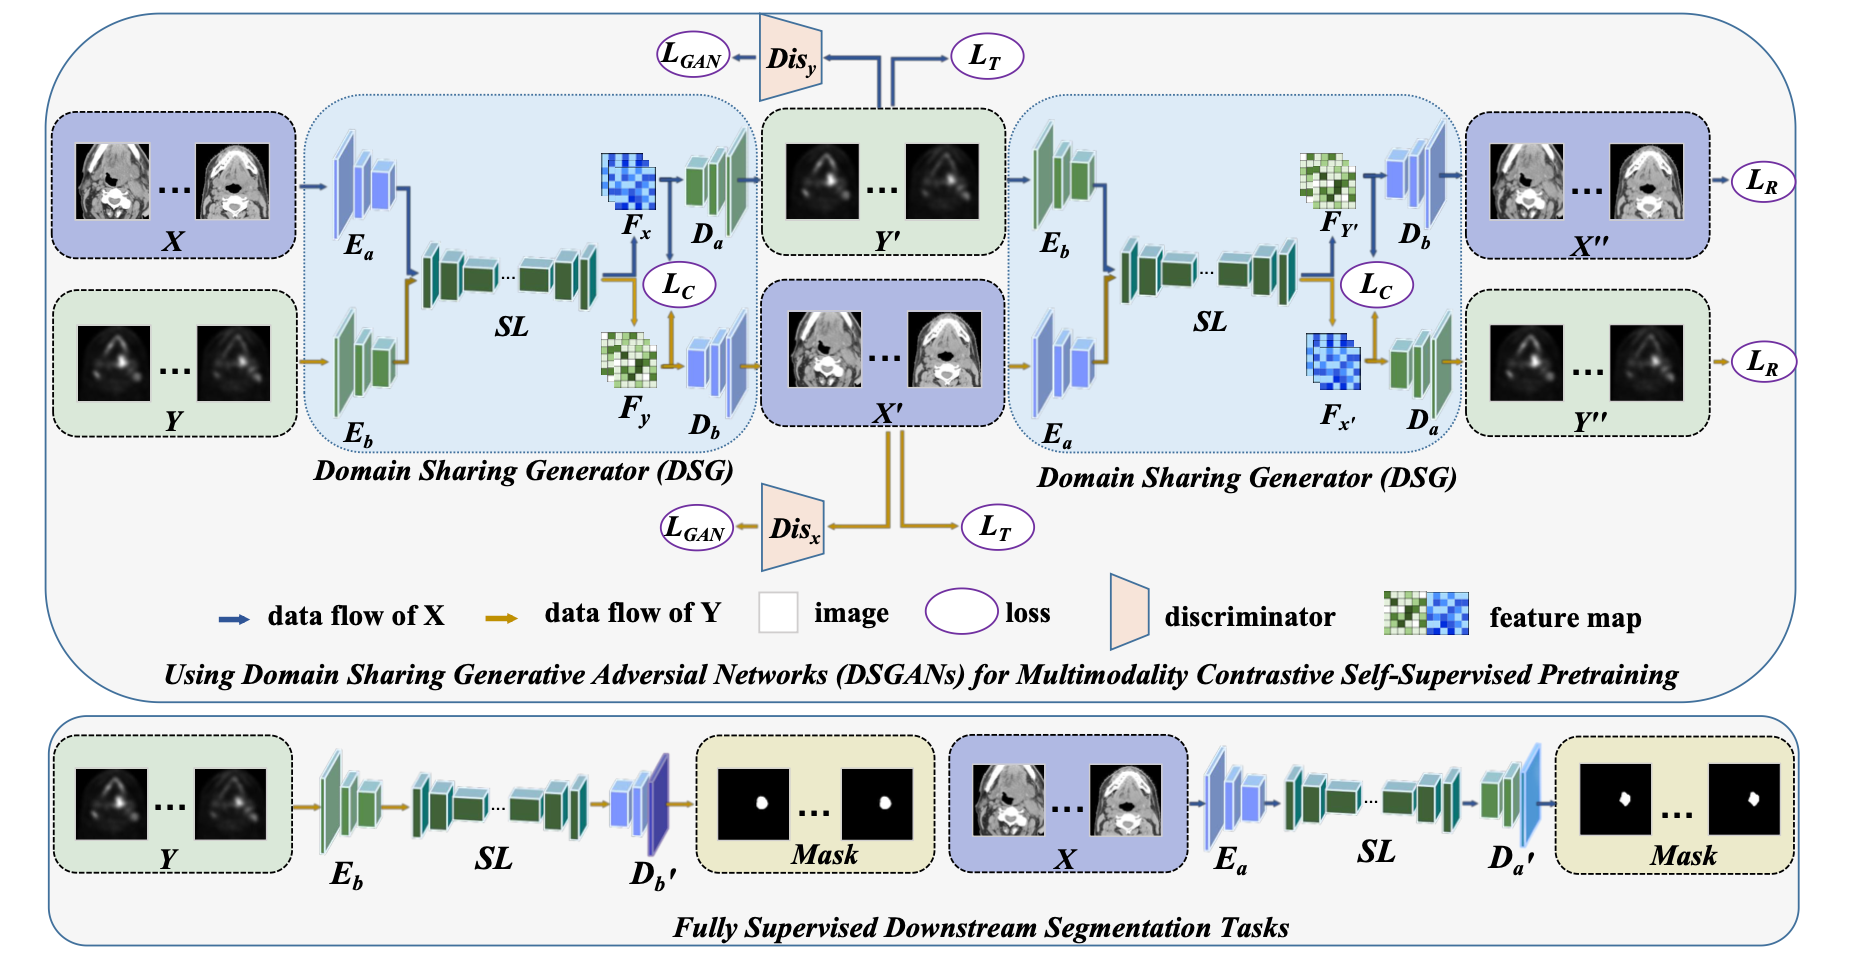 L_GAN
Dis_y
L_T
X
E_a
F_x
D_a
Y'
E_b
F_Y'
D_b
X''
L_R
L_C
L_C
...
SL
...
SL
Y
E_b
F_y
D_b
X'
E_a
F_x'
D_a
Y''
L_R
Domain Sharing Generator (DSG)
Domain Sharing Generator (DSG)
L_GAN
Dis_x
L_T
data flow of X
data flow of Y
image
loss
discriminator
feature map
Using Domain Sharing Generative Adversial Networks (DSGANs) for Multimodality Contrastive Self-Supervised Pretraining
Y
E_b
SL
D_b'
Mask
X
E_a
SL
D_a'
Mask
Fully Supervised Downstream Segmentation Tasks